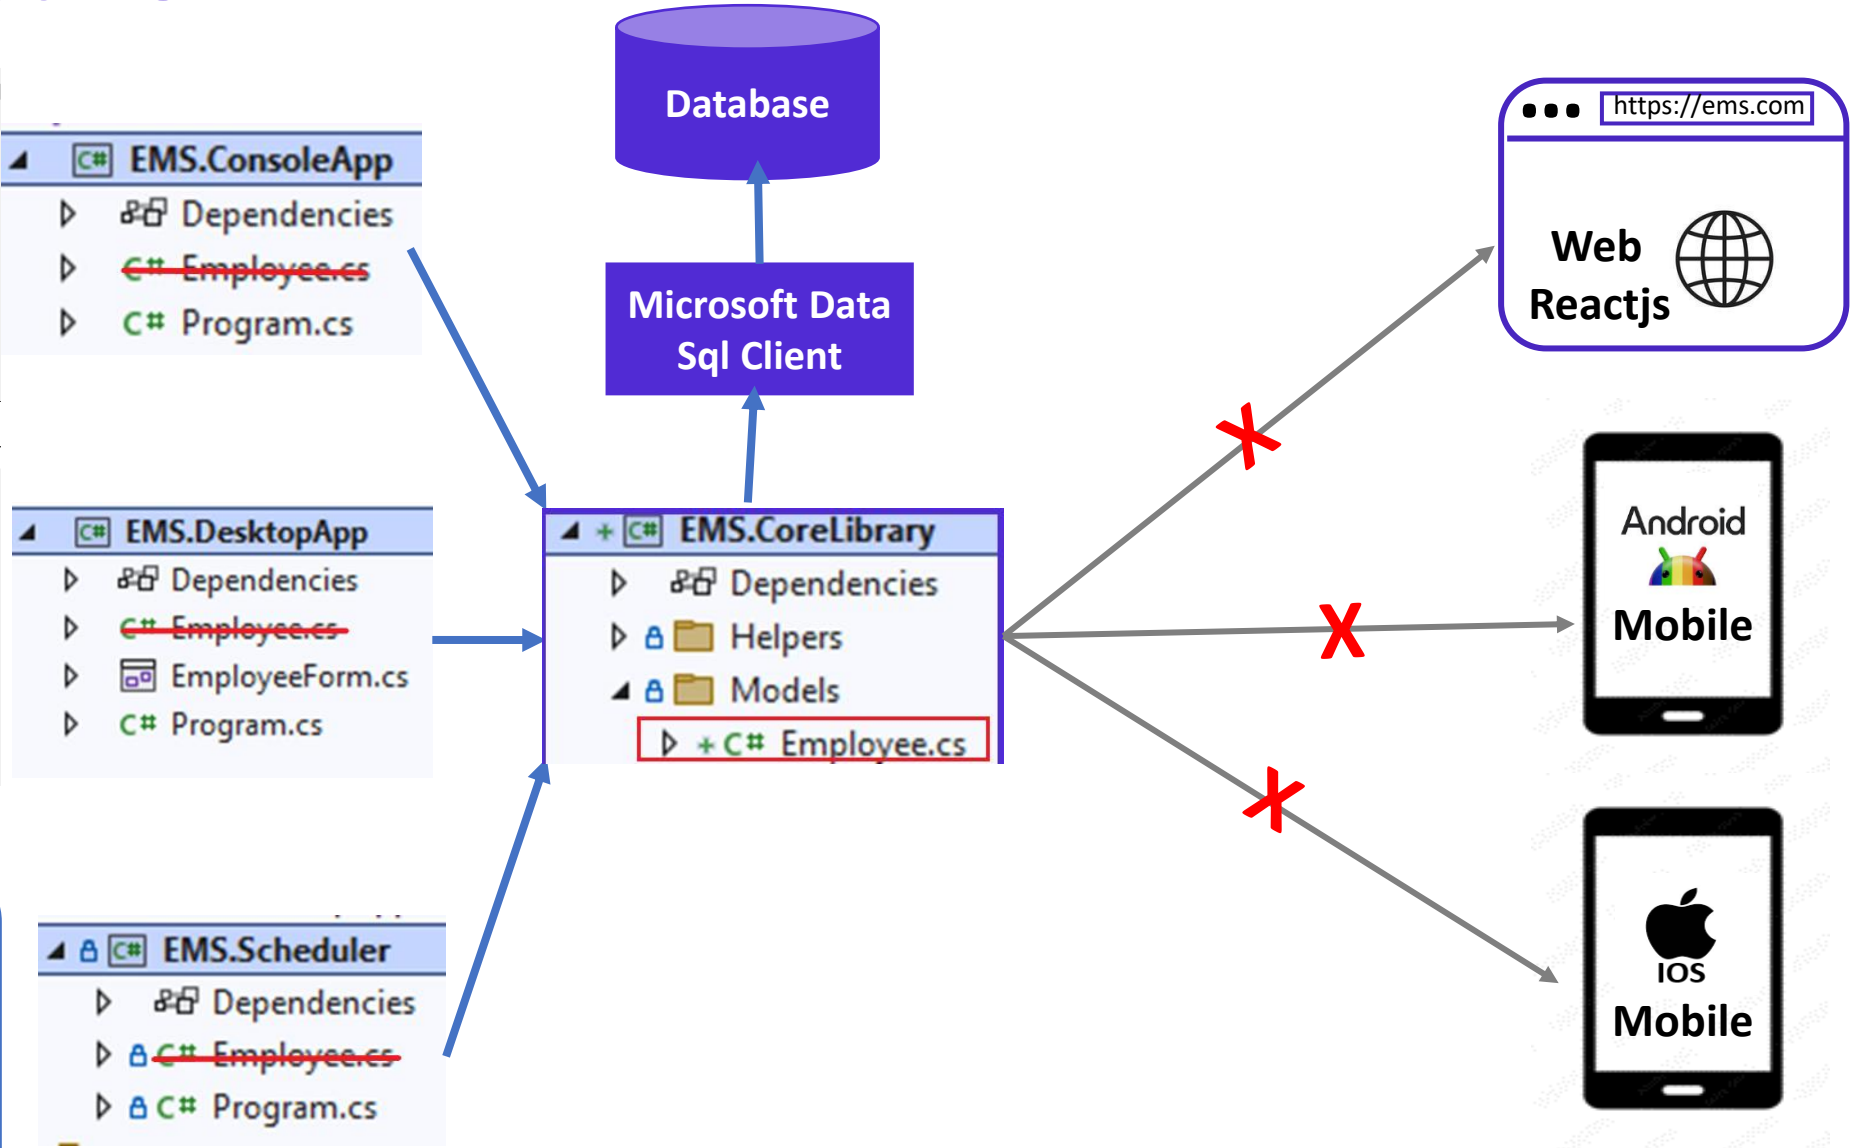 Database
https://ems.com
EMS.ConsoleApp
Dependencies
Employee.cs
Program.cs
Microsoft Data
Sql Client
Web
Reactjs
EMS.DesktopApp
Dependencies
Employee.cs
EmployeeForm.cs
Program.cs
EMS.CoreLibrary
Dependencies
Helpers
Models
Employee.cs
X
X
X
Android
Mobile
EMS.Scheduler
Dependencies
Employee.cs
Program.cs
IOS
Mobile